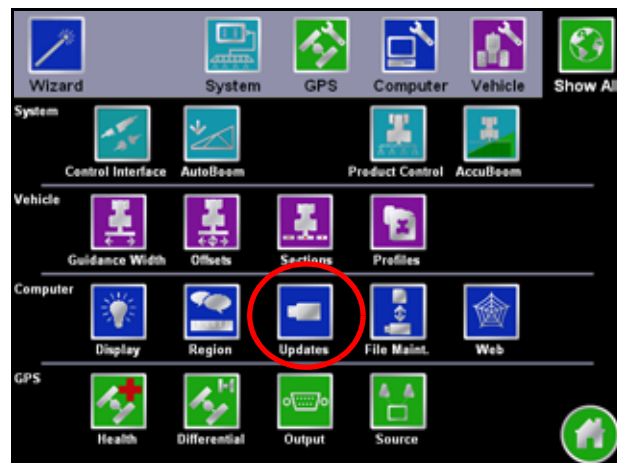 Wizard System GPS Computer Vehicle Show All
System
Control Interface AutoBoom Product Control AccuBoom
Vehicle
Guidance Width Offsets Sections Profiles
Computer
Display Region Updates File Maint. Web
GPS
Health Differential Output Source